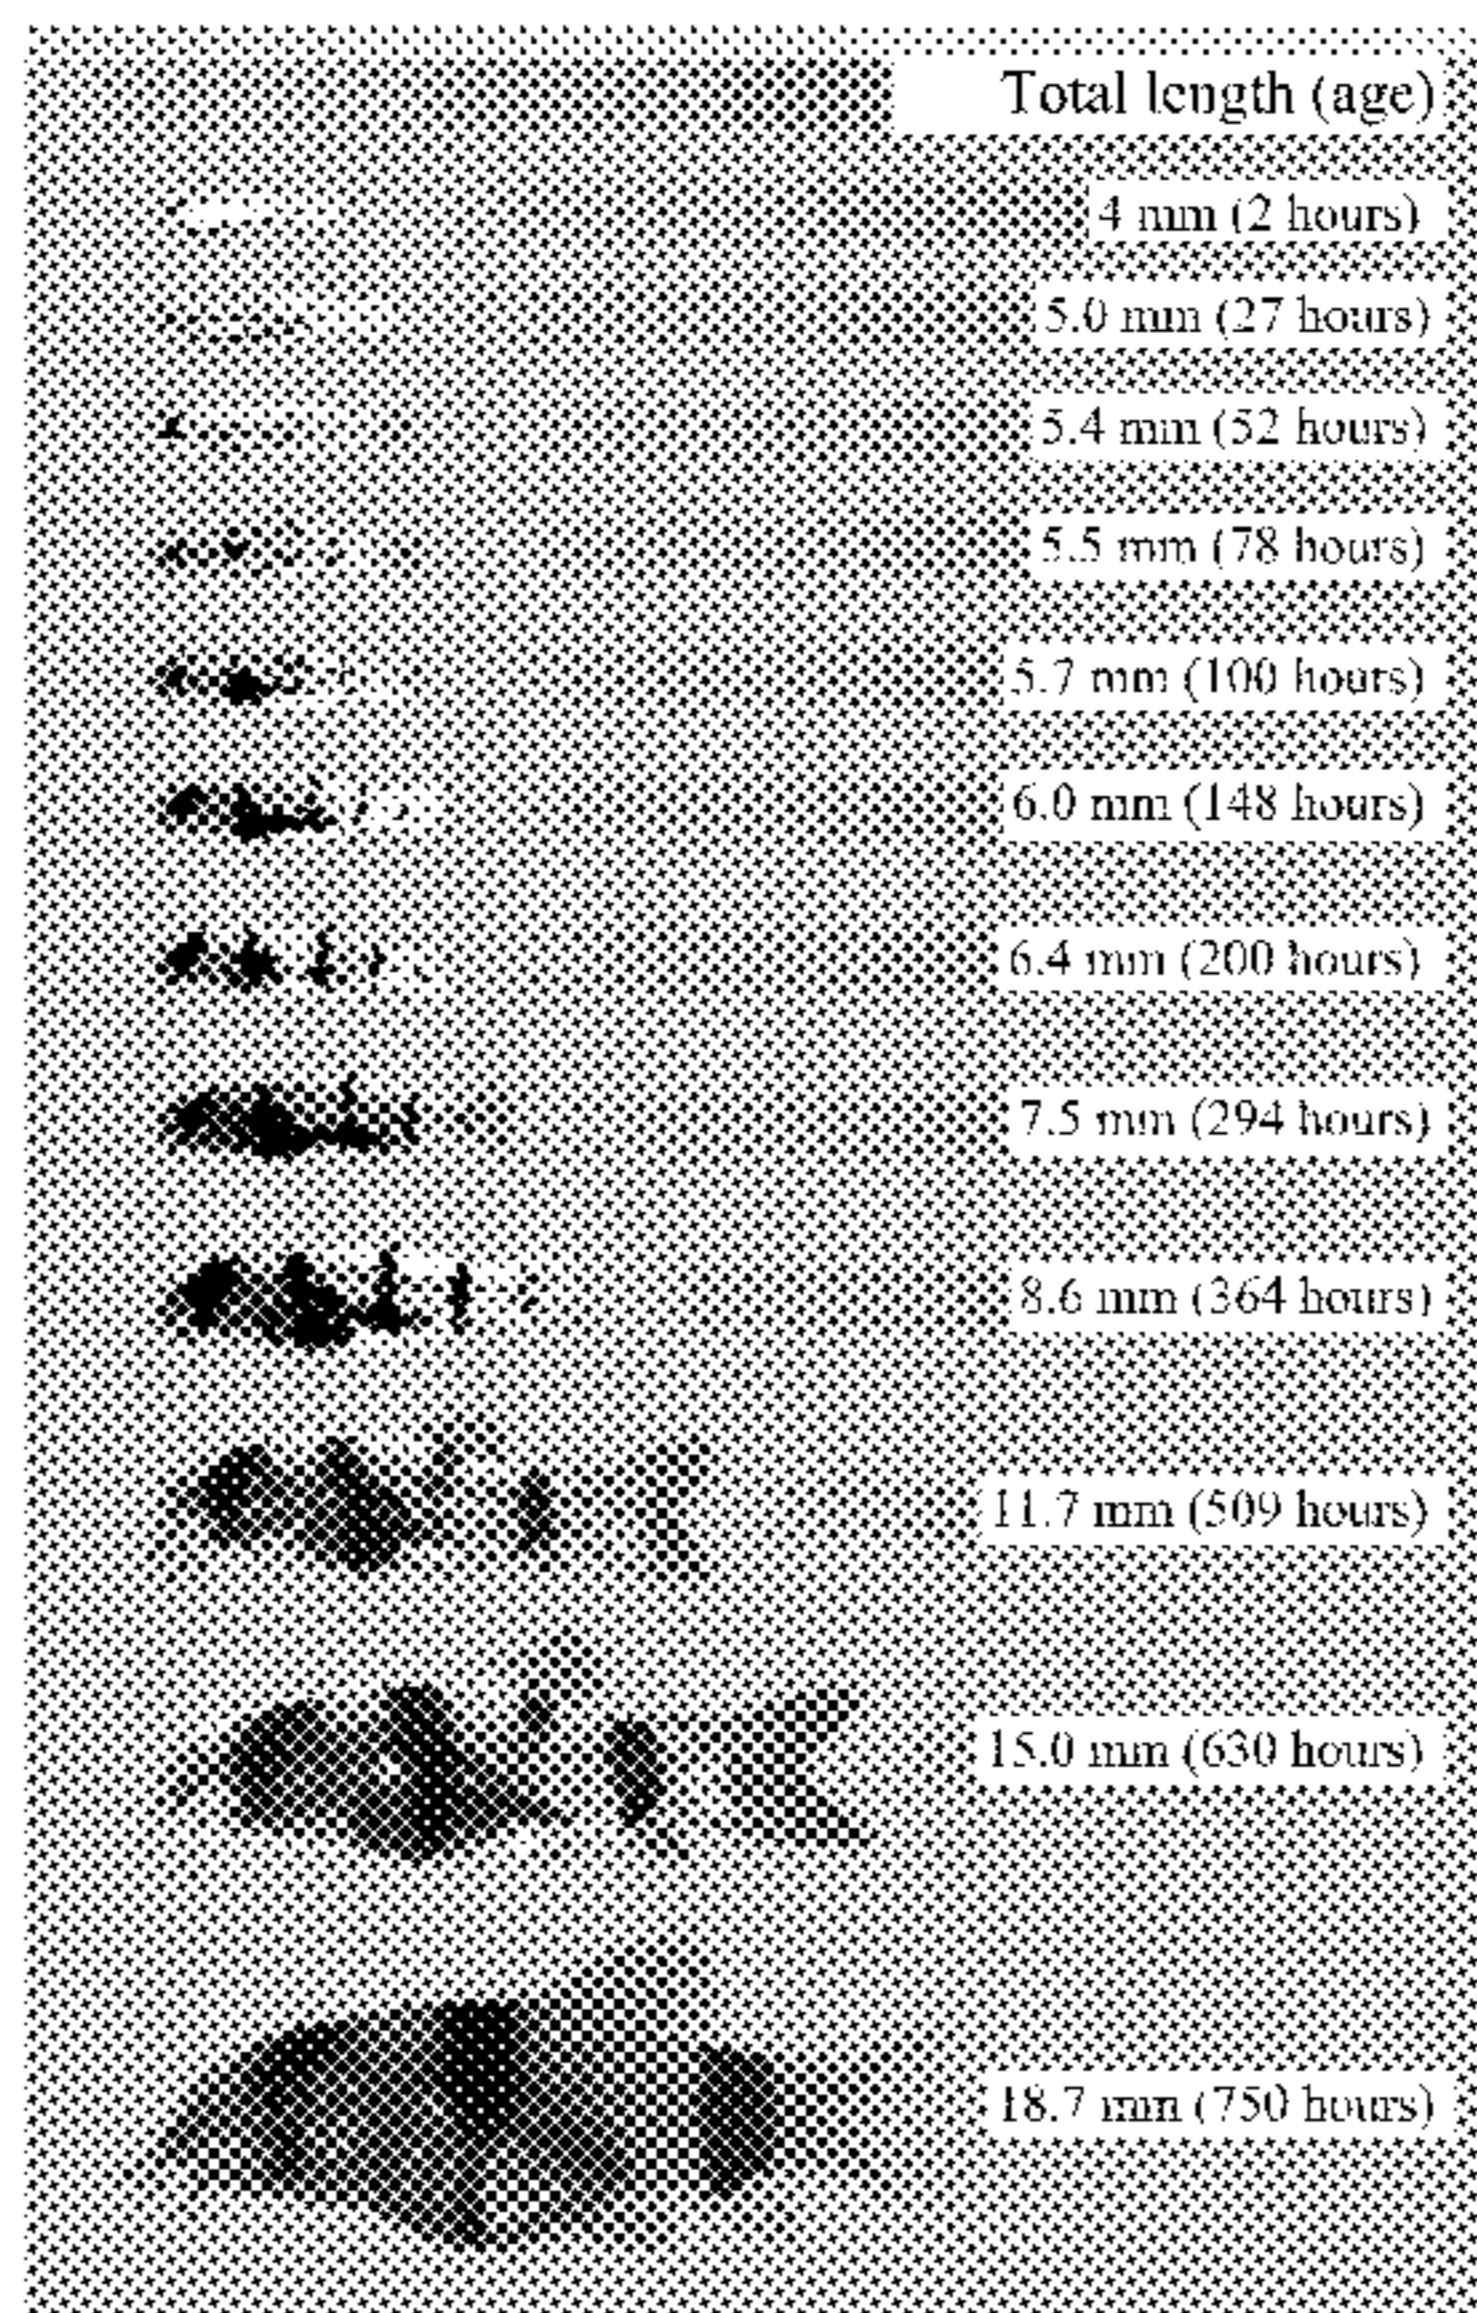 Total length (age)
4 mm (2 hours)
5.0 mm (27 hours)
5.4 mm (52 hours)
5.5 mm (78 hours)
5.7 mm (100 hours)
6.0 mm (148 hours)
6.4 mm (200 hours)
7.5 mm (294 hours)
8.6 mm (364 hours)
11.7 mm (509 hours)
15.0 mm (630 hours)
18.7 mm (750 hours)